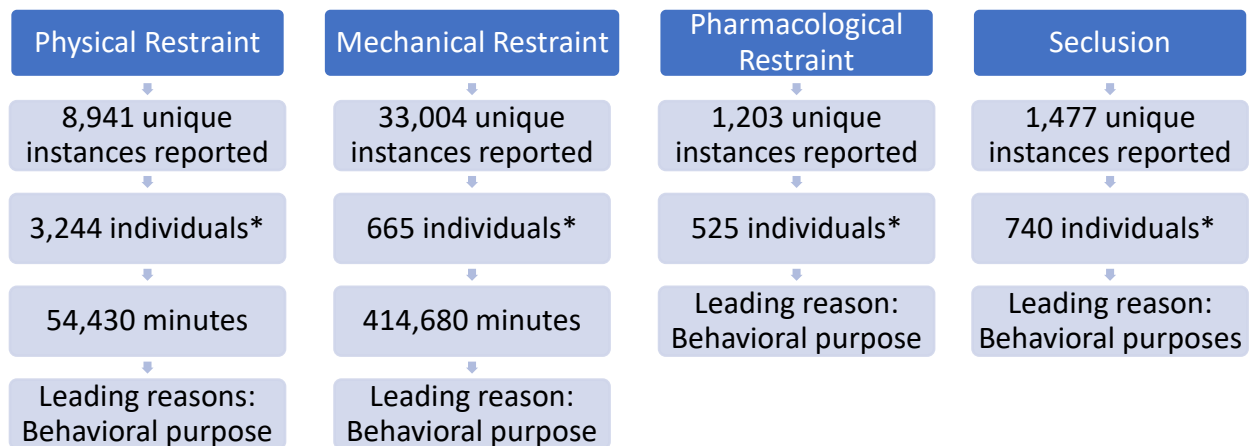 Physical Restraint
8,941 unique
instances reported
3,244 individuals*
54,430 minutes
Leading reasons:
Behavioral purpose
Mechanical Restraint
33,004 unique
instances reported
665 individuals*
414,680 minutes
Leading reason:
Behavioral purpose
Pharmacological
Restraint
1,203 unique
instances reported
525 individuals*
Leading reason:
Behavioral purpose
Seclusion
1,477 unique
instances reported
740 individuals*
Leading reason:
Behavioral purposes